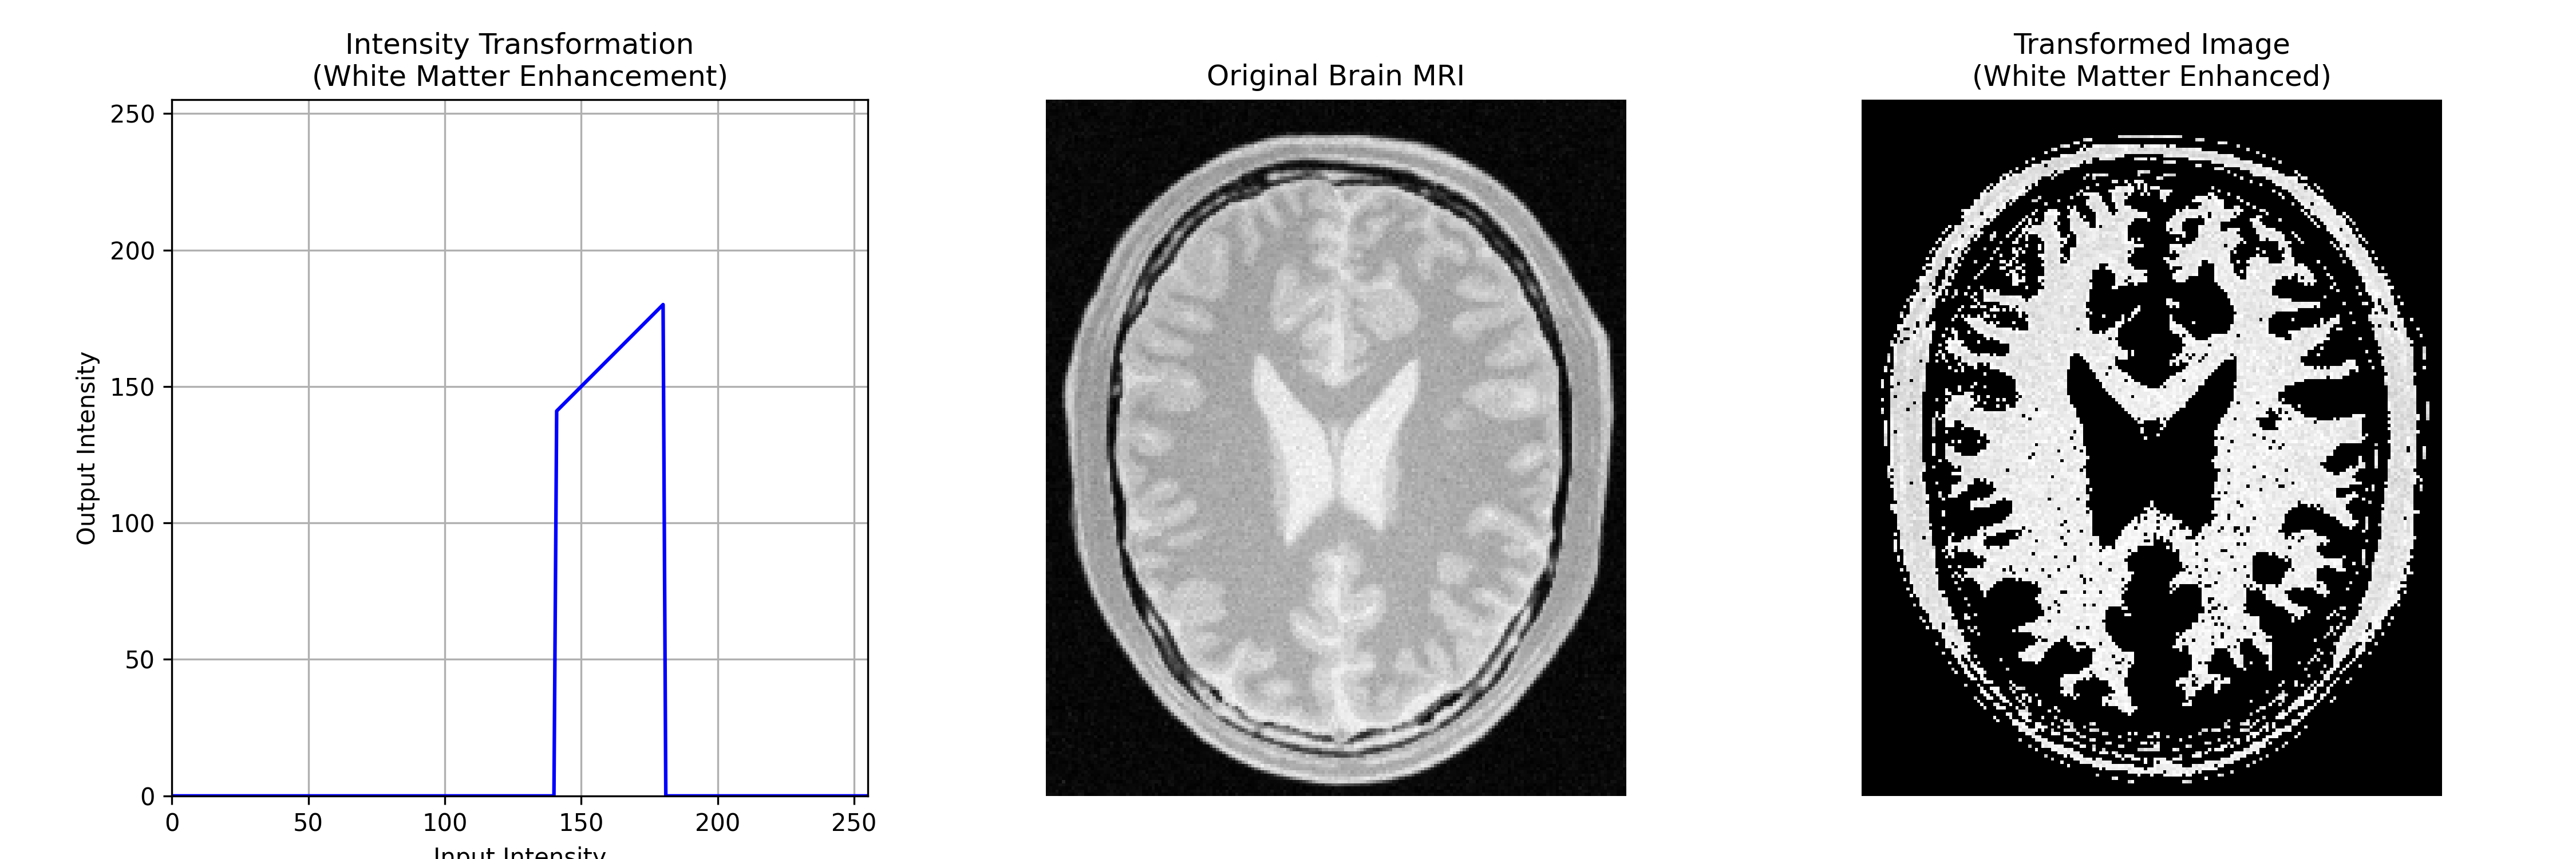 Intensity Transformation
(White Matter Enhancement)
250
200
150
100
50
0
Output Intensity
0 50 100 150 200 250
Input Intensity
Original Brain MRI
Transformed Image
(White Matter Enhanced)